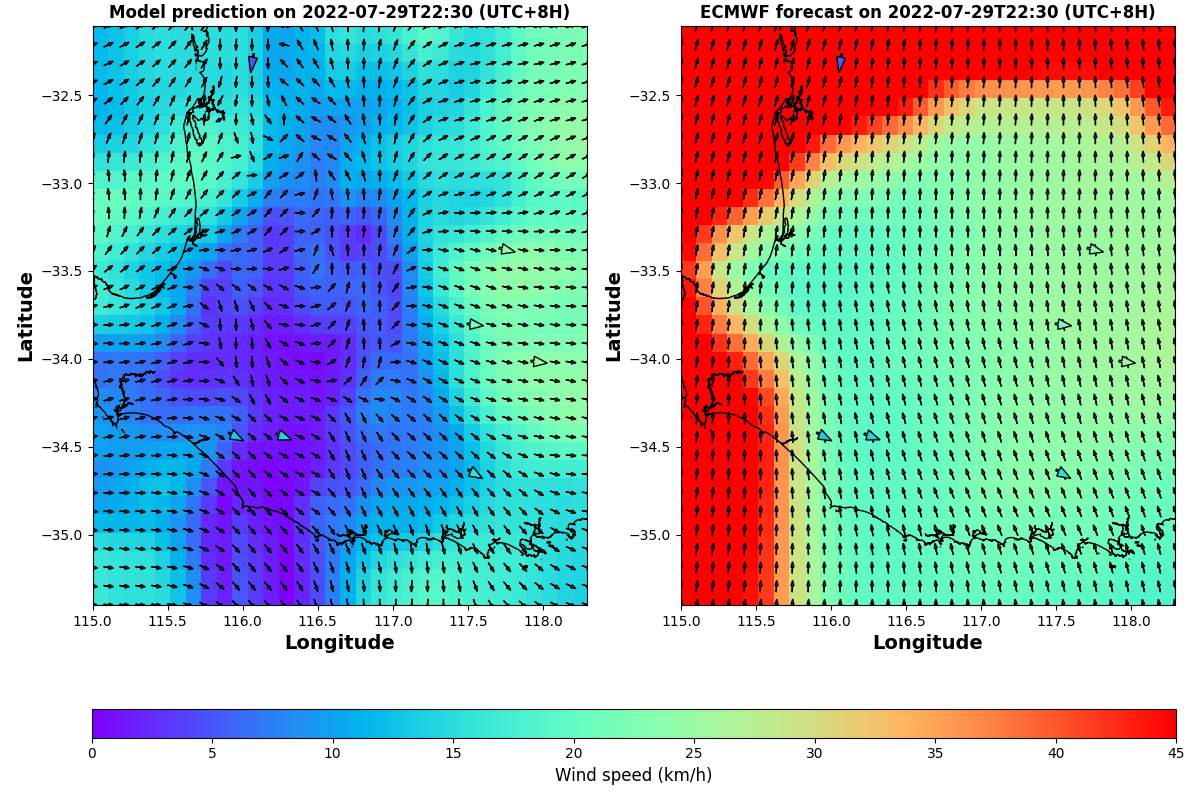 Model prediction on 2022-07-29T22:30 (UTC+8H)
ECMWF forecast on 2022-07-29T22:30 (UTC+8H)
Latitude
−32.5
−33.0
−33.5
−34.0
−34.5
−35.0
115.0 115.5 116.0 116.5 117.0 117.5 118.0
Longitude
Latitude
−32.5
−33.0
−33.5
−34.0
−34.5
−35.0
115.0 115.5 116.0 116.5 117.0 117.5 118.0
Longitude
0 5 10 15 20 25 30 35 40 45
Wind speed (km/h)